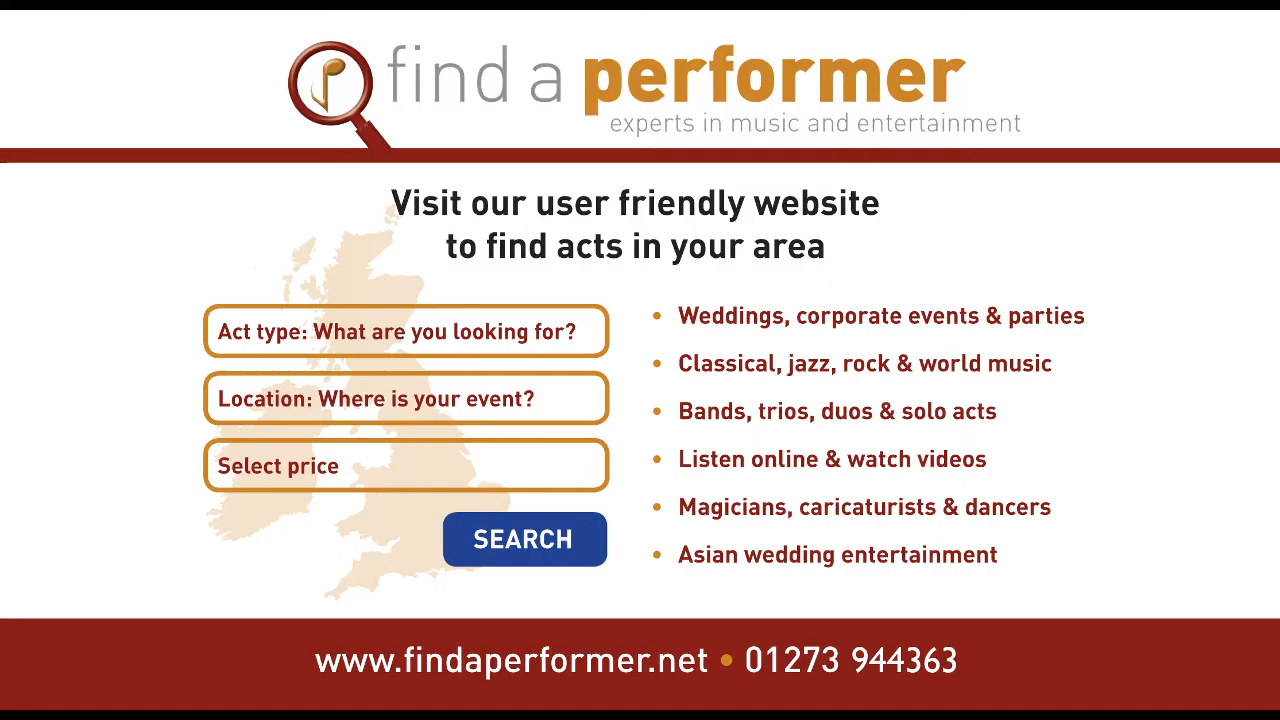 find a performer
experts in music and entertainment
Visit our user friendly website
to find acts in your area
Act type: What are you looking for?
Location: Where is your event?
Select price
SEARCH
• Weddings, corporate events & parties
• Classical, jazz, rock & world music
• Bands, trios, duos & solo acts
• Listen online & watch videos
• Magicians, caricaturists & dancers
• Asian wedding entertainment
www.findaperformer.net • 01273 944363